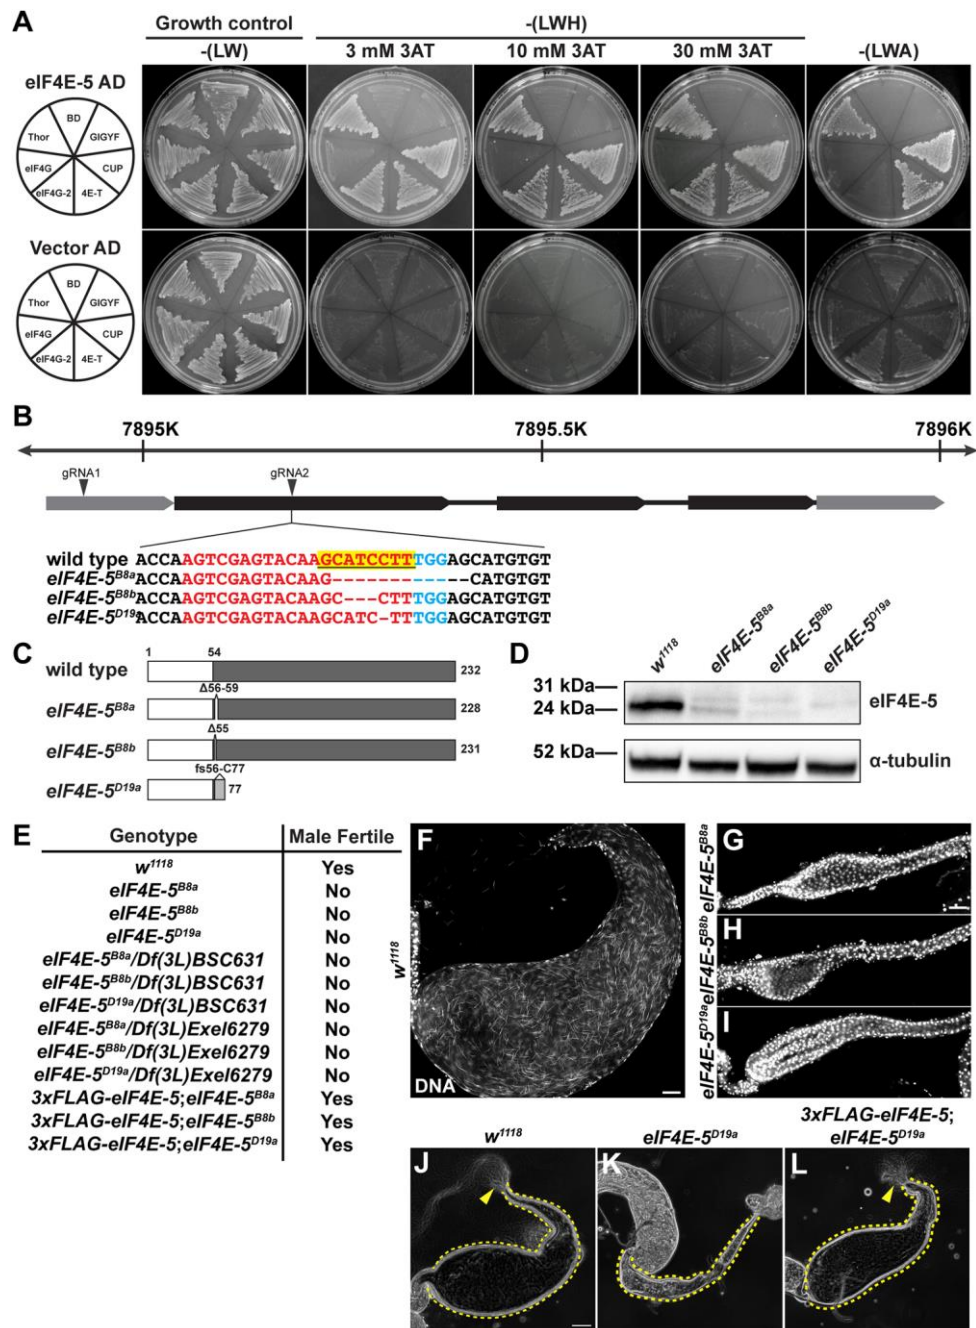 A
Growth control
-(LWH)
-(LW)
3 mM 3AT
10 mM 3AT
30 mM 3AT
-(LWA)
eIF4E-5 AD
BD
Thor
GIGYF
eIF4G
CUP
eIF4G-2
4E-T
Vector AD
BD
Thor
GIGYF
eIF4G
CUP
eIF4G-2
4E-T
B
7895K
7895.5K
7896K
gRNA1
gRNA2
wild type ACCAAGTCGAGTACAAGCATCCTTTGGAGCATGTGT
eIF4E-5B8a ACCAAGTCGAGTACAAG-------------CATGTGT
eIF4E-5B8b ACCAAGTCGAGTACAAGC---CTTTGGAGCATGTGT
eIF4E-5D19a ACCAAGTCGAGTACAAGCATC-TTTGGAGCATGTGT
C
1
54
wild type
232
Δ56-59
eIF4E-5B8a
228
Δ55
eIF4E-5B8b
231
fs56-C77
eIF4E-5D19a
77
D
w1118
eIF4E-5B8a
eIF4E-5B8b
eIF4E-5D19a
31 kDa
24 kDa
eIF4E-5
52 kDa
α-tubulin
E
Genotype Male Fertile
w1118 Yes
eIF4E-5B8a No
eIF4E-5B8b No
eIF4E-5D19a No
eIF4E-5B8a/Df(3L)BSC631 No
eIF4E-5B8b/Df(3L)BSC631 No
eIF4E-5D19a/Df(3L)BSC631 No
eIF4E-5B8a/Df(3L)Exel6279 No
eIF4E-5B8b/Df(3L)Exel6279 No
eIF4E-5D19a/Df(3L)Exel6279 No
3xFLAG-eIF4E-5;eIF4E-5B8a Yes
3xFLAG-eIF4E-5;eIF4E-5B8b Yes
3xFLAG-eIF4E-5;eIF4E-5D19a Yes
F
w1118
DNA
G
eIF4E-5B8a
H
eIF4E-5B8b
I
eIF4E-5D19a
w1118
eIF4E-5D19a
3xFLAG-eIF4E-5;
eIF4E-5D19a
J
K
L